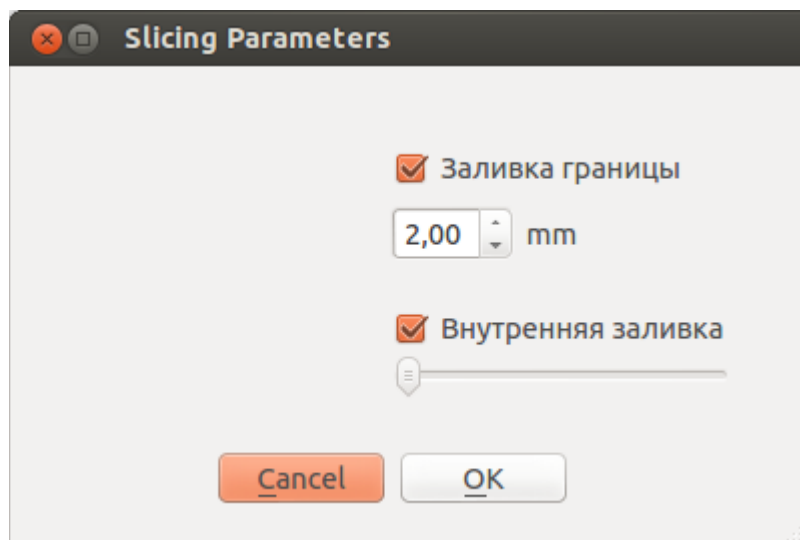 Slicing Parameters
Заливка границы
2,00 mm
Внутренняя заливка
Cancel OK